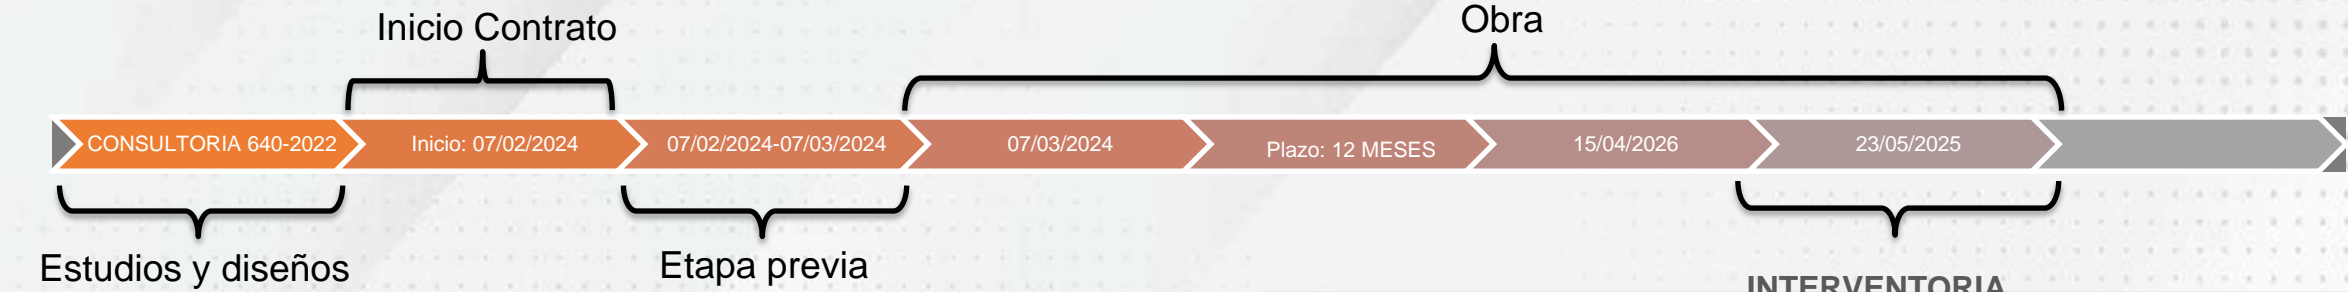 Inicio Contrato
Obra
CONSULTORIA 640-2022
Inicio: 07/02/2024
07/02/2024-07/03/2024
07/03/2024
Plazo: 12 MESES
15/04/2026
23/05/2025
Estudios y diseños
Etapa previa
INTERVENTORIA